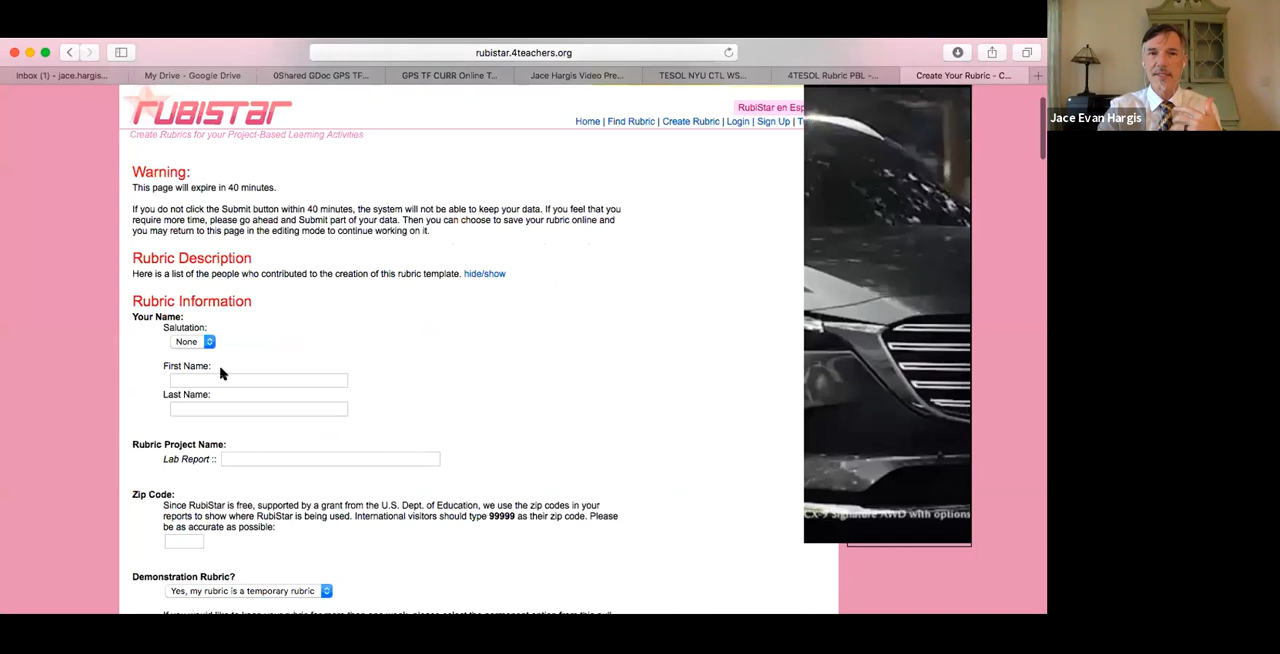 rubistar.4teachers.org
Inbox (1) - jace.hargis...
My Drive - Google Drive
0Shared GDoc GPS TF...
GPS TF CURR Online T...
Jace Hargis Video Pre...
TESOL NYU CTL WS...
4TESOL Rubric PBL -...
Create Your Rubric - C...
Jace Evan Hargis
RUBISTAR
Create Rubrics for your Project-Based Learning Activities
RubiStar en Esp
Home | Find Rubric | Create Rubric | Login | Sign Up | T
Warning:
This page will expire in 40 minutes.
If you do not click the Submit button within 40 minutes, the system will not be able to keep your data. If you feel that you
require more time, please go ahead and Submit part of your data. Then you can choose to save your rubric online and
you may return to this page in the editing mode to continue working on it.
Rubric Description
Here is a list of the people who contributed to the creation of this rubric template. hide/show
Rubric Information
Your Name:
Salutation:
None
First Name:
Last Name:
Rubric Project Name:
Lab Report ::
Zip Code:
Since RubiStar is free, supported by a grant from the U.S. Dept. of Education, we use the zip codes in your
reports to show where RubiStar is being used. International visitors should type 99999 as their zip code. Please
be as accurate as possible:
CX-9 Signature AWD with options
Demonstration Rubric?
Yes, my rubric is a temporary rubric